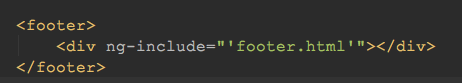 <footer>
    <div ng-include="'footer.html'"></div>
</footer>